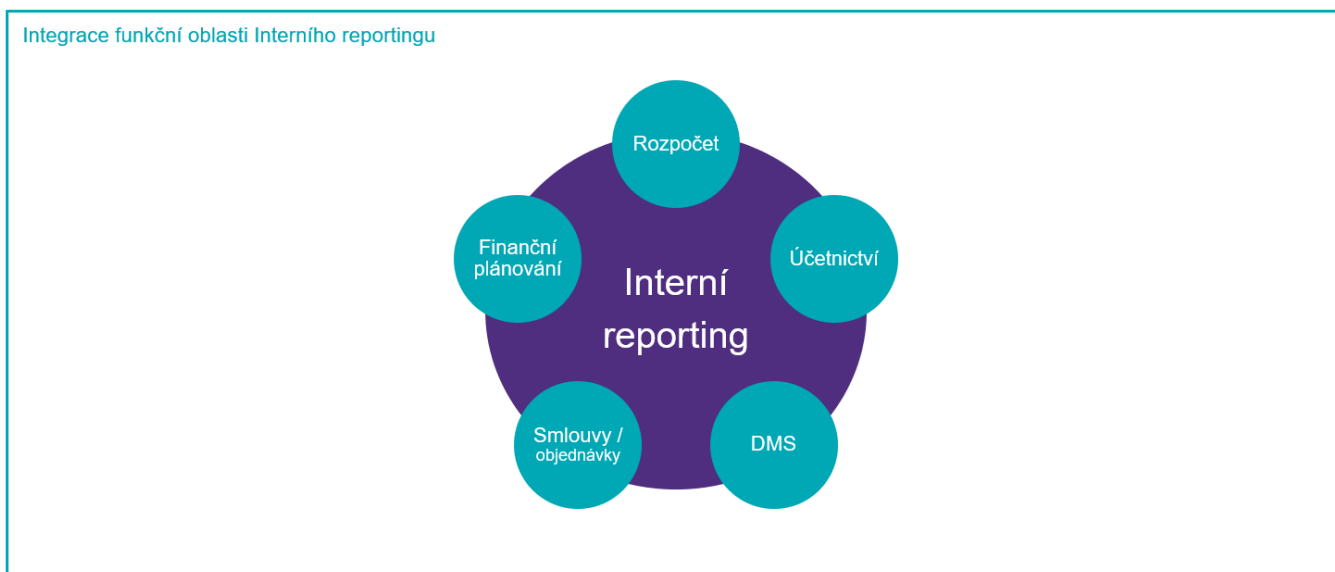 Integrace funkční oblasti Interního reportingu
Rozpočet
Finanční
plánování
Účetnictví
Interní
reporting
Smlouvy /
objednávky
DMS